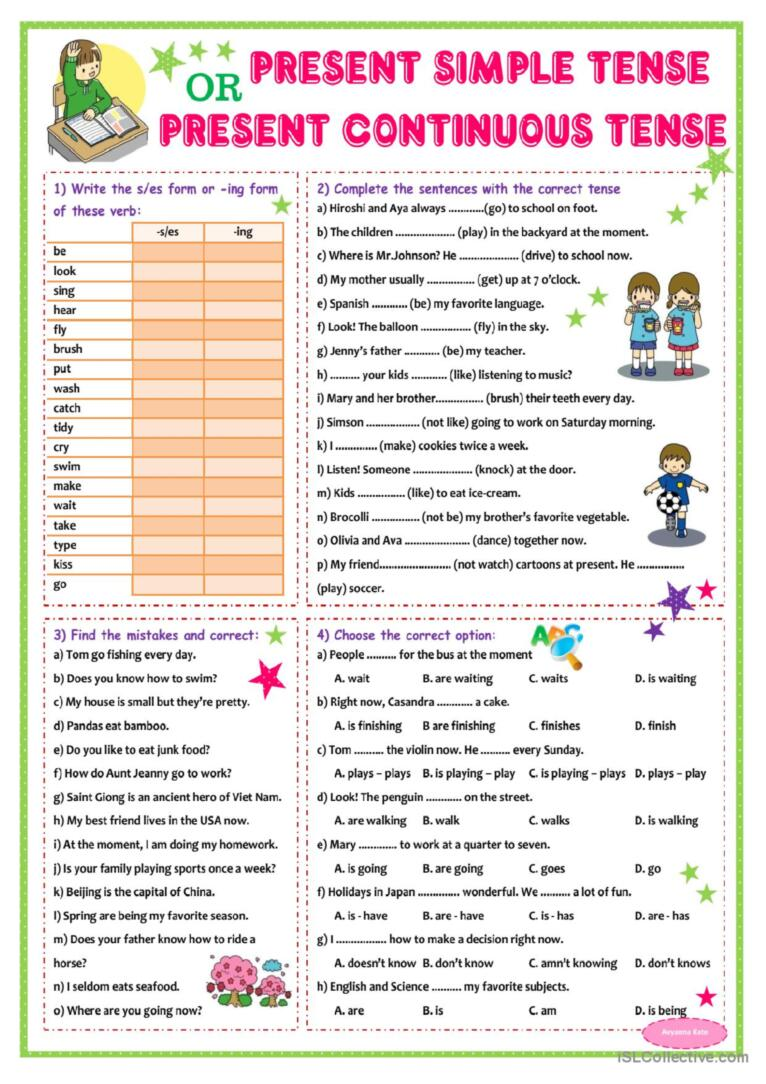 PRESENT SIMPLE TENSE
OR
PRESENT CONTINUOUS TENSE
1) Write the s/es form or -ing form
of these verb:
-s/es -ing
be
look
sing
hear
fly
brush
put
wash
catch
tidy
cry
swim
make
wait
take
type
kiss
go
2) Complete the sentences with the correct tense
a) Hiroshi and Aya always ............(go) to school on foot.
b) The children .................... (play) in the backyard at the moment.
c) Where is MrJohnson? He .................... (drive) to school now.
d) My mother usually ................ (get) up at 7 o'clock.
e) Spanish ............ (be) my favorite language.
f) Look! The balloon ................. (fly) in the sky.
g) Jenny's father ............ (be) my teacher.
h) .......... your kids ............ (like) listening to music?
i) Mary and her brother................ (brush) their teeth every day.
j) Simson .................. (not like) going to work on Saturday morning.
k) I .............. (make) cookies twice a week.
l) Listen! Someone .................... (knock) at the door.
m) Kids ................ (like) to eat ice-cream.
n) Brocolli ................ (not be) my brother's favorite vegetable.
o) Olivia and Ava ...................... (dance) together now.
p) My friend........................ (not watch) cartoons at present. He ................
(play) soccer.
3) Find the mistakes and correct:
a) Tom go fishing every day.
b) Does you know how to swim?
c) My house is small but they're pretty.
d) Pandas eat bamboo.
e) Do you like to eat junk food?
f) How do Aunt Jeanny go to work?
g) Saint Giong is an ancient hero of Viet Nam.
h) My best friend lives in the USA now.
i) At the moment, I am doing my homework.
j) Is your family playing sports once a week?
k) Beijing is the capital of China.
l) Spring are being my favorite season.
m) Does your father know how to ride a
horse?
n) I seldom eats seafood.
o) Where are you going now?
4) Choose the correct option:
ABC
a) People .......... for the bus at the moment
A. wait B. are waiting C. waits D. is waiting
b) Right now, Casandra ............ a cake.
A. is finishing B are finishing C. finishes D. finish
c) Tom .......... the violin now. He .......... every Sunday.
A. plays – plays B. is playing – play C. is playing – plays D. plays – play
d) Look! The penguin ............ on the street.
A. are walking B. walk C. walks D. is walking
e) Mary ............. to work at a quarter to seven.
A. is going B. are going C. goes D. go
f) Holidays in Japan .............. wonderful. We .......... a lot of fun.
A. is - have B. are - have C. is - has D. are - has
g) I ................. how to make a decision right now.
A. doesn't know B. don't know C. amn't knowing D. don't knows
h) English and Science .......... my favorite subjects.
A. are B. is C. am D. is being
Aryanna Kato
iSLCollective.com